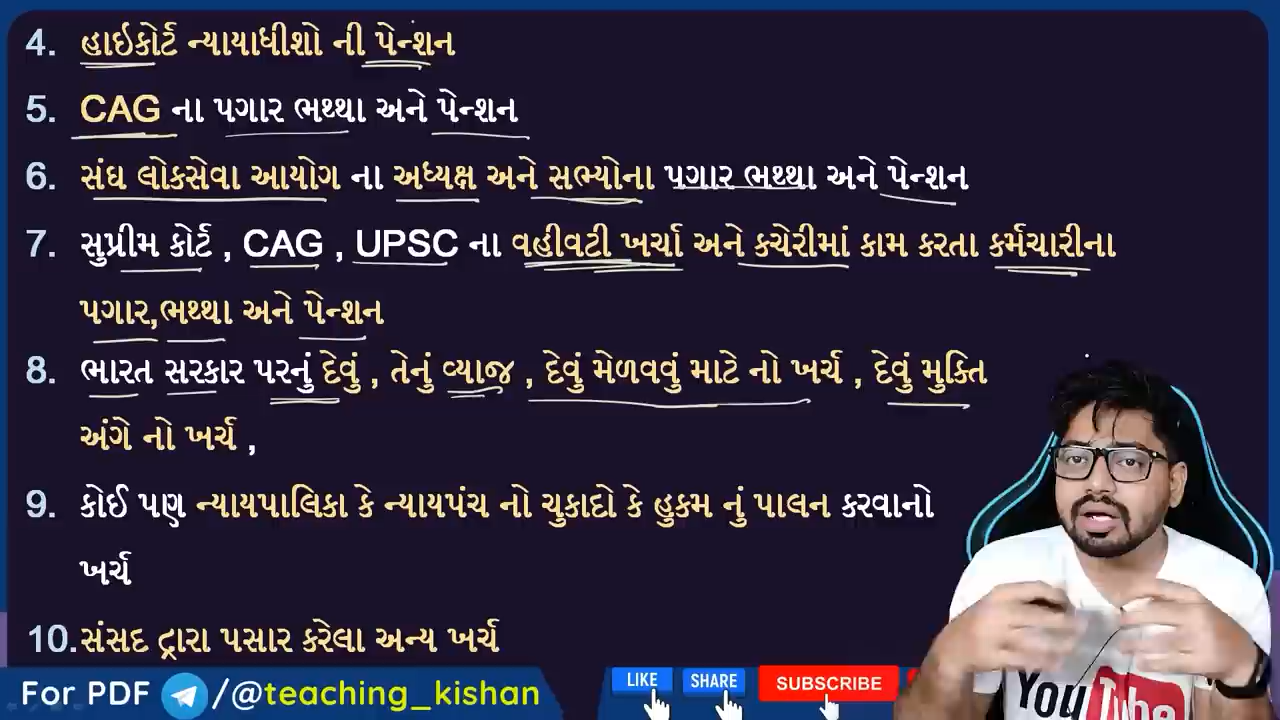 4. હાઇકોર્ટ ન્યાયાધીશો ની પેન્શન
5. CAG ના પગાર ભથ્થા અને પેન્શન
6. સંઘ લોકસેવા આયોગ ના અધ્યક્ષ અને સભ્યોના પગાર ભથ્થા અને પેન્શન
7. સુપ્રીમ કોર્ટ , CAG , UPSC ના વહીવટી ખર્ચા અને કચેરીમાં કામ કરતા કર્મચારીના
પગાર,ભથ્થા અને પેન્શન
8. ભારત સરકાર પરનું દેવું , તેનું વ્યાજ , દેવું મેળવવું માટે નો ખર્ચ , દેવું મુક્તિ
અંગે નો ખર્ચ ,
9. કોઈ પણ ન્યાયપાલિકા કે ન્યાયપંચ નો ચુકાદો કે હુકમ નું પાલન કરવાનો
ખર્ચ
10. સંસદ દ્રારા પસાર કરેલા અન્ય ખર્ચ
You Tube
For PDF /@teaching_kishan LIKE SHARE SUBSCRIBE